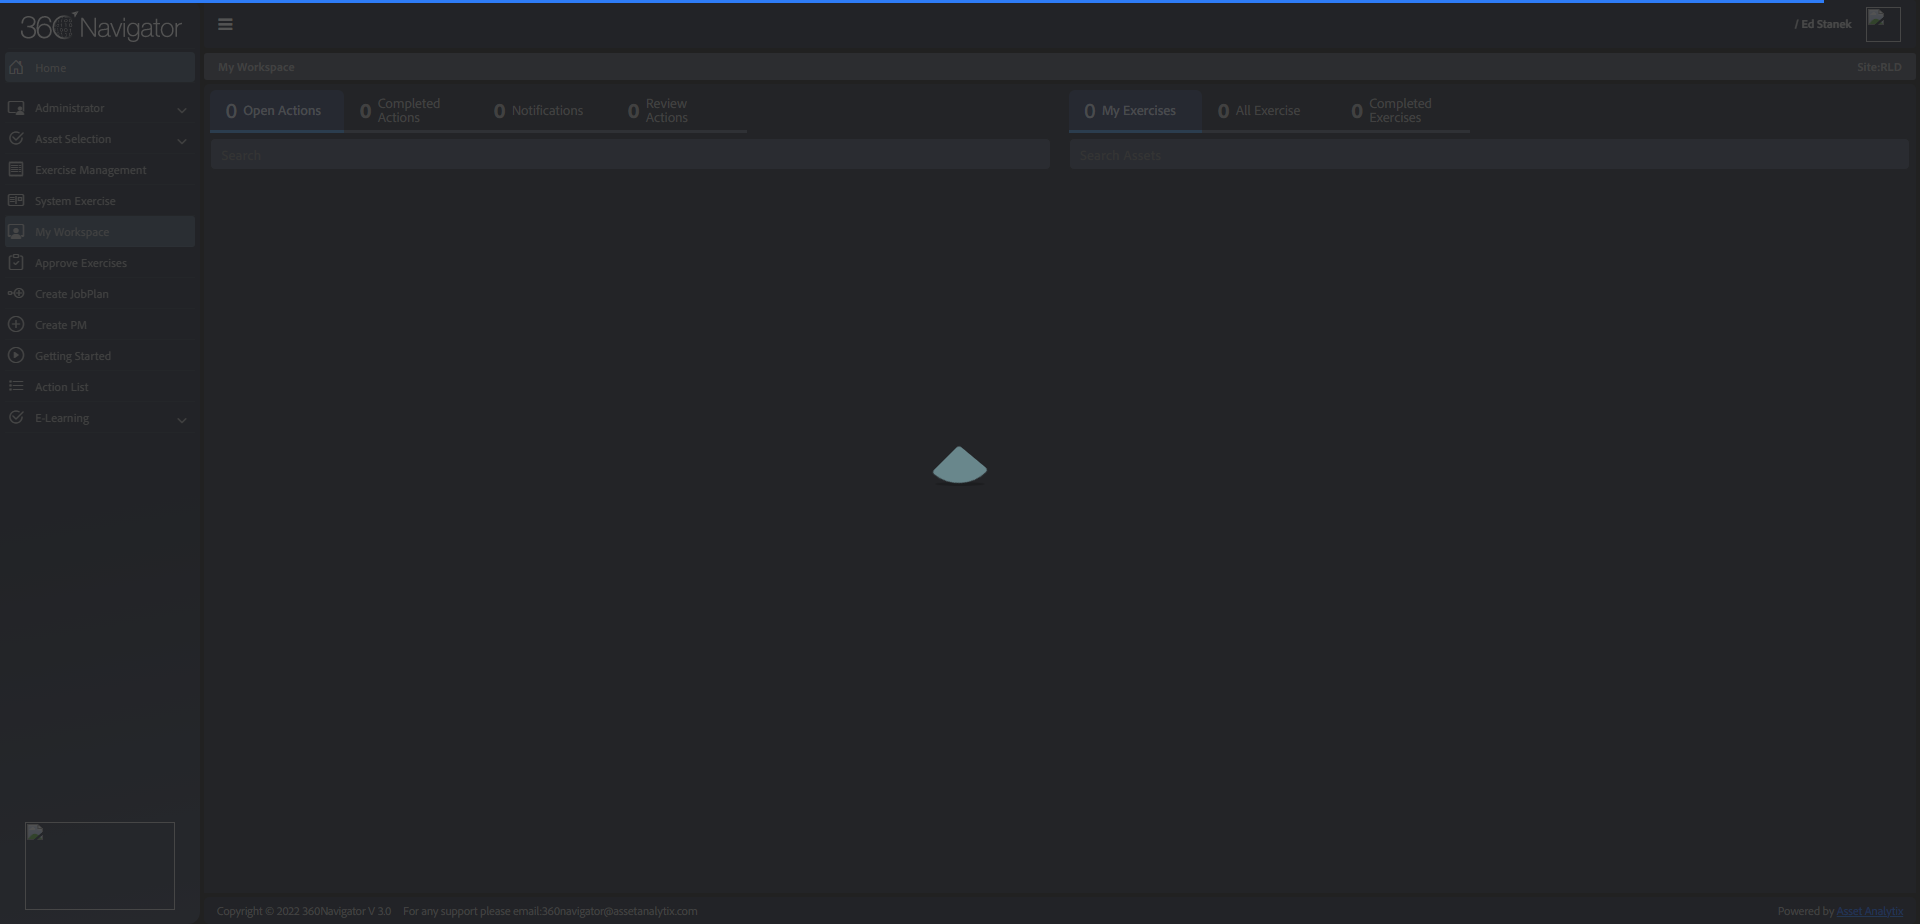 360 Navigator
/ Ed Stanek
Home
Administrator
Asset Selection
Exercise Management
System Exercise
My Workspace
Approve Exercises
Create JobPlan
Create PM
Getting Started
Action List
E-Learning
My Workspace
Site:RLD
0 Open Actions
0 Completed
Actions
0 Notifications
0 Review
Actions
Search
0 My Exercises
0 All Exercise
0 Completed
Exercises
Search Assets
Copyright © 2022 360Navigator V 3.0 For any support please email:360navigator@assetanalytix.com
Powered by Asset Analytix